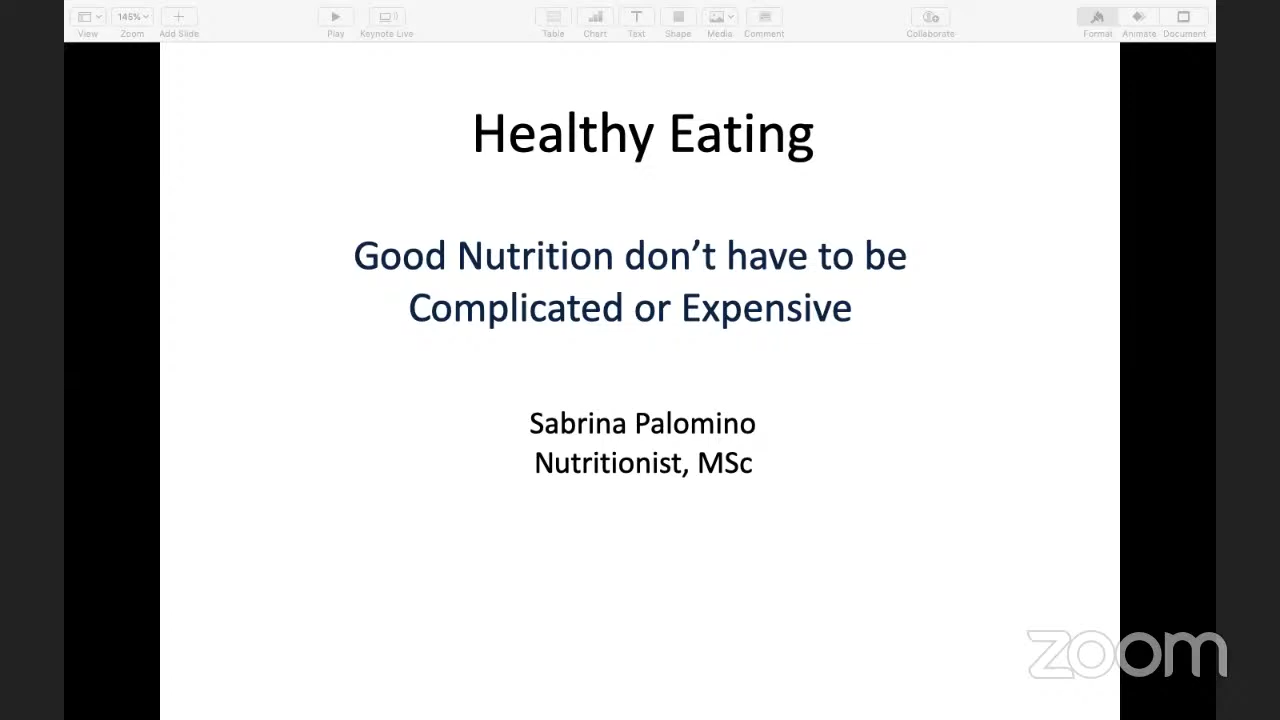 145%
View
Zoom
Add Slide
Play
Keynote Live
Table
Chart
Text
Shape
Media
Comment
Collaborate
Format
Animate
Document
Healthy Eating
Good Nutrition don’t have to be
Complicated or Expensive
Sabrina Palomino
Nutritionist, MSc
zoom